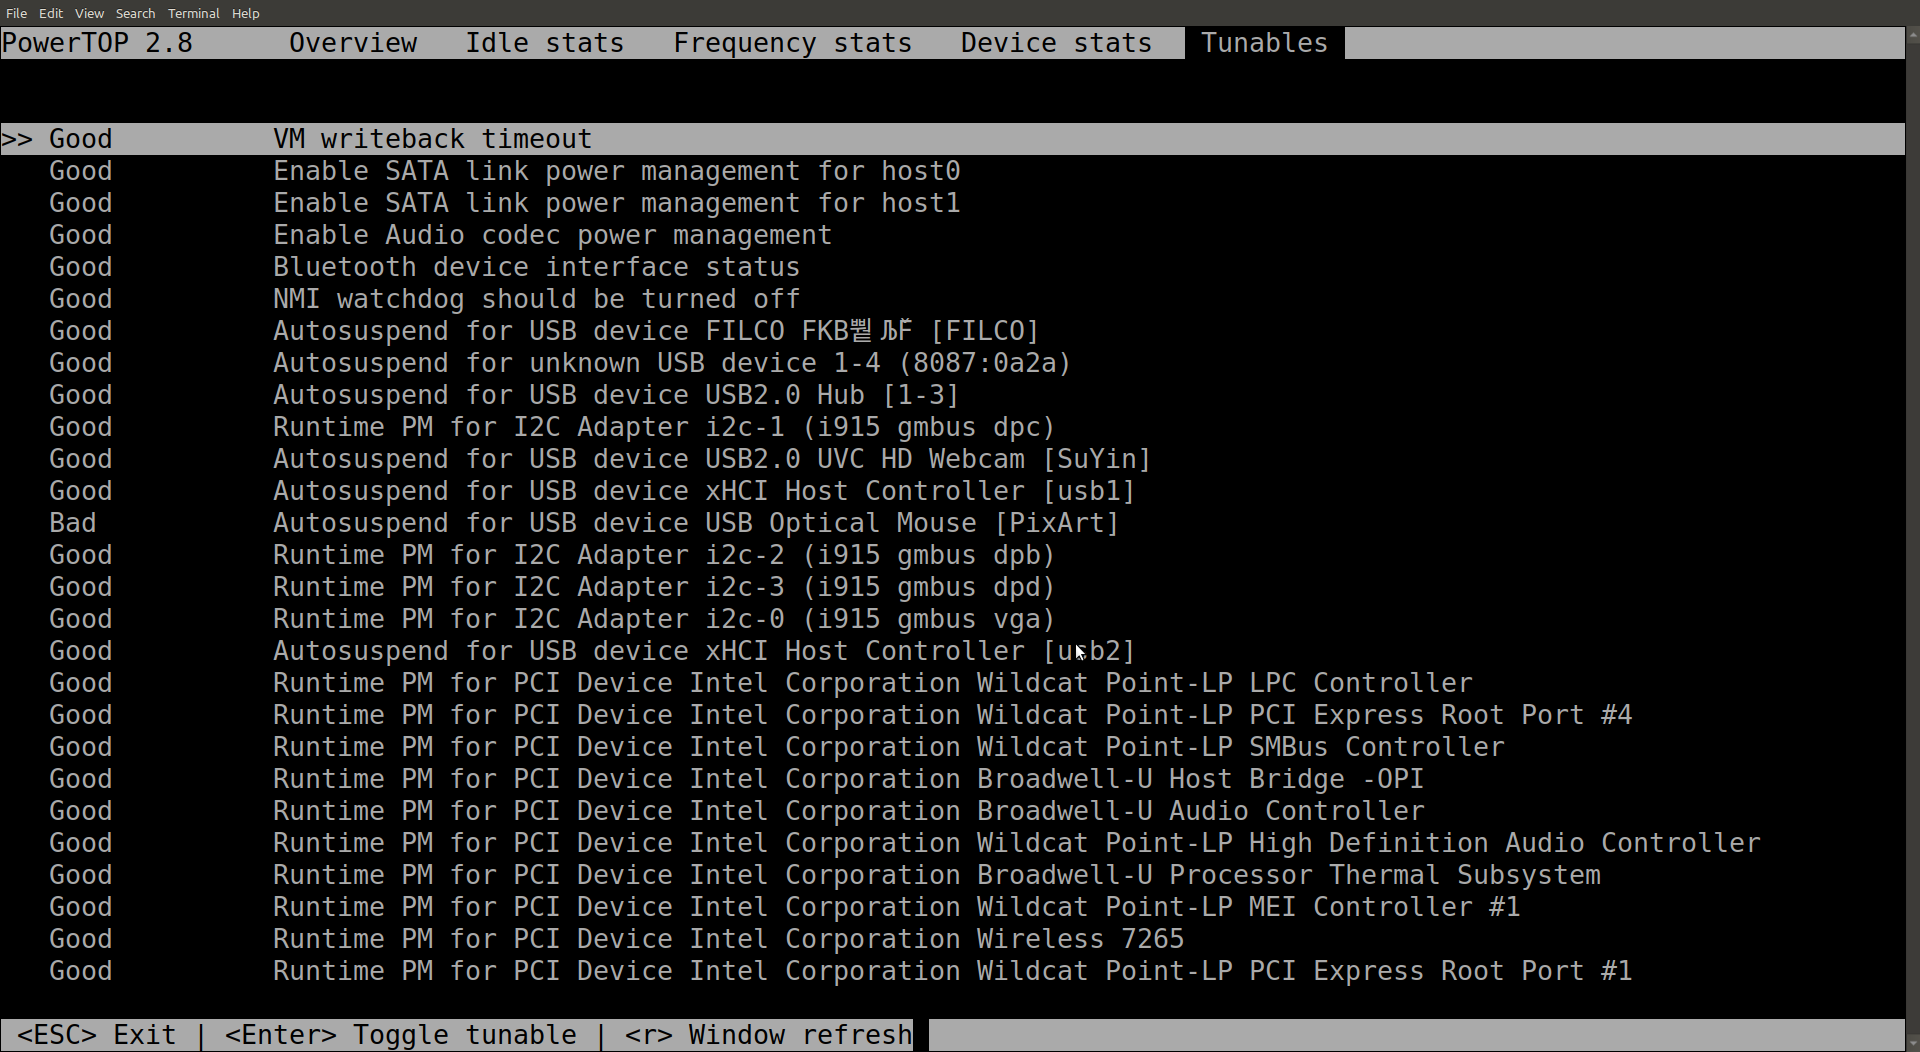 File Edit View Search Terminal Help
PowerTOP 2.8 Overview Idle stats Frequency stats Device stats Tunables
>> Good VM writeback timeout
Good Enable SATA link power management for host0
Good Enable SATA link power management for host1
Good Enable Audio codec power management
Good Bluetooth device interface status
Good NMI watchdog should be turned off
Good Autosuspend for USB device FILCO [FILCO]
Good Autosuspend for unknown USB device 1-4 (8087:0a2a)
Good Autosuspend for USB device USB2.0 Hub [1-3]
Good Runtime PM for I2C Adapter i2c-1 (i915 gmbus dpc)
Good Autosuspend for USB device USB2.0 UVC HD Webcam [SuYin]
Good Autosuspend for USB device xHCI Host Controller [usb1]
Bad Autosuspend for USB device USB Optical Mouse [PixArt]
Good Runtime PM for I2C Adapter i2c-2 (i915 gmbus dpb)
Good Runtime PM for I2C Adapter i2c-3 (i915 gmbus dpd)
Good Runtime PM for I2C Adapter i2c-0 (i915 gmbus vga)
Good Autosuspend for USB device xHCI Host Controller [usb2]
Good Runtime PM for PCI Device Intel Corporation Wildcat Point-LP LPC Controller
Good Runtime PM for PCI Device Intel Corporation Wildcat Point-LP PCI Express Root Port #4
Good Runtime PM for PCI Device Intel Corporation Wildcat Point-LP SMBus Controller
Good Runtime PM for PCI Device Intel Corporation Broadwell-U Host Bridge -OPI
Good Runtime PM for PCI Device Intel Corporation Broadwell-U Audio Controller
Good Runtime PM for PCI Device Intel Corporation Wildcat Point-LP High Definition Audio Controller
Good Runtime PM for PCI Device Intel Corporation Broadwell-U Processor Thermal Subsystem
Good Runtime PM for PCI Device Intel Corporation Wildcat Point-LP MEI Controller #1
Good Runtime PM for PCI Device Intel Corporation Wireless 7265
Good Runtime PM for PCI Device Intel Corporation Wildcat Point-LP PCI Express Root Port #1
<ESC> Exit | <Enter> Toggle tunable | <r> Window refresh